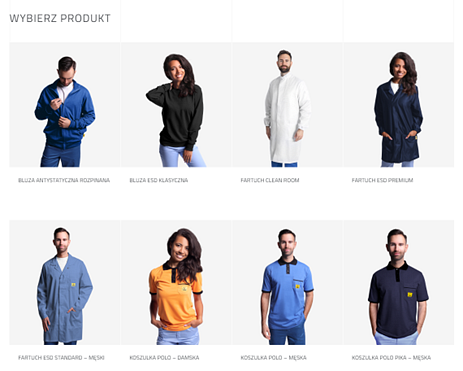 WYBIERZ PRODUKT
BLUZA ANTYSTATYCZNA ROZPINANA
BLUZA ESD KLASYCZNA
FARTUCH CLEAN ROOM
FARTUCH ESD PREMIUM
FARTUCH ESD STANDARD – MĘSKI
KOSZULKA POLO – DAMSKA
KOSZULKA POLO – MĘSKA
KOSZULKA POLO PIKA – MĘSKA